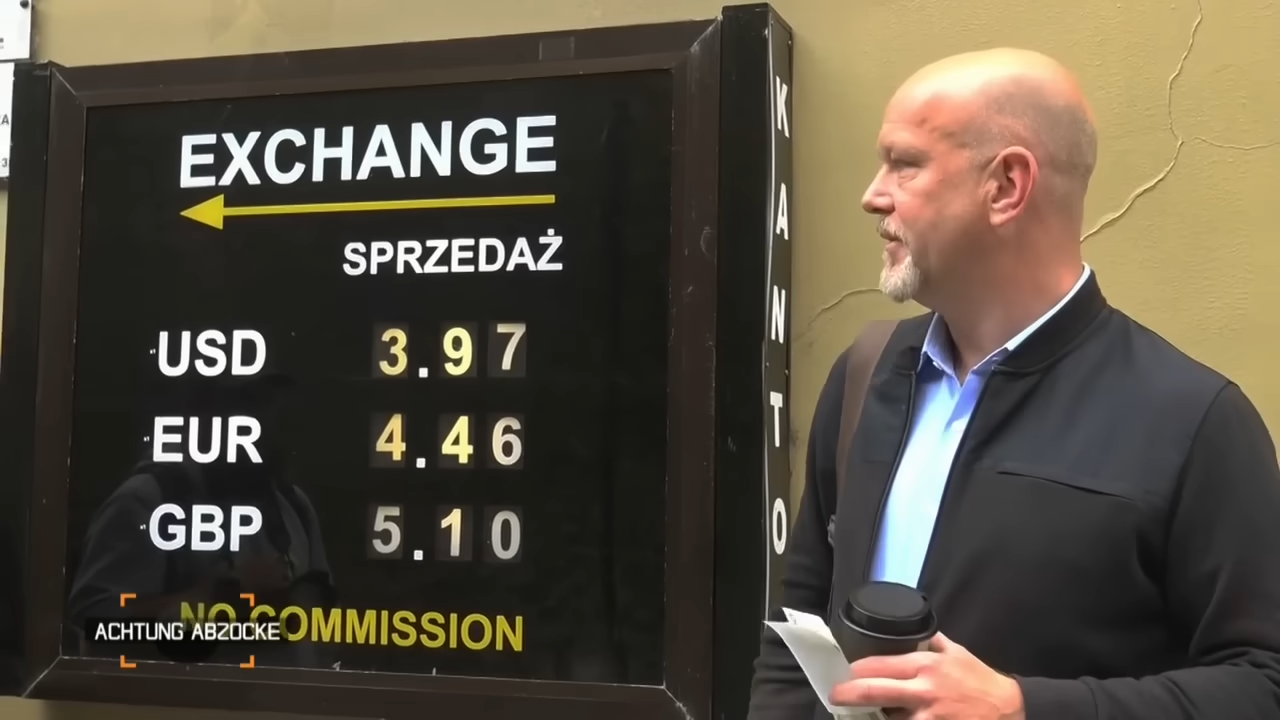 EXCHANGE
SPRZEDAŻ
USD 3.97
EUR 4.46
GBP 5.10
NO COMMISSION
ACHTUNG ABZOCKE
KANTO